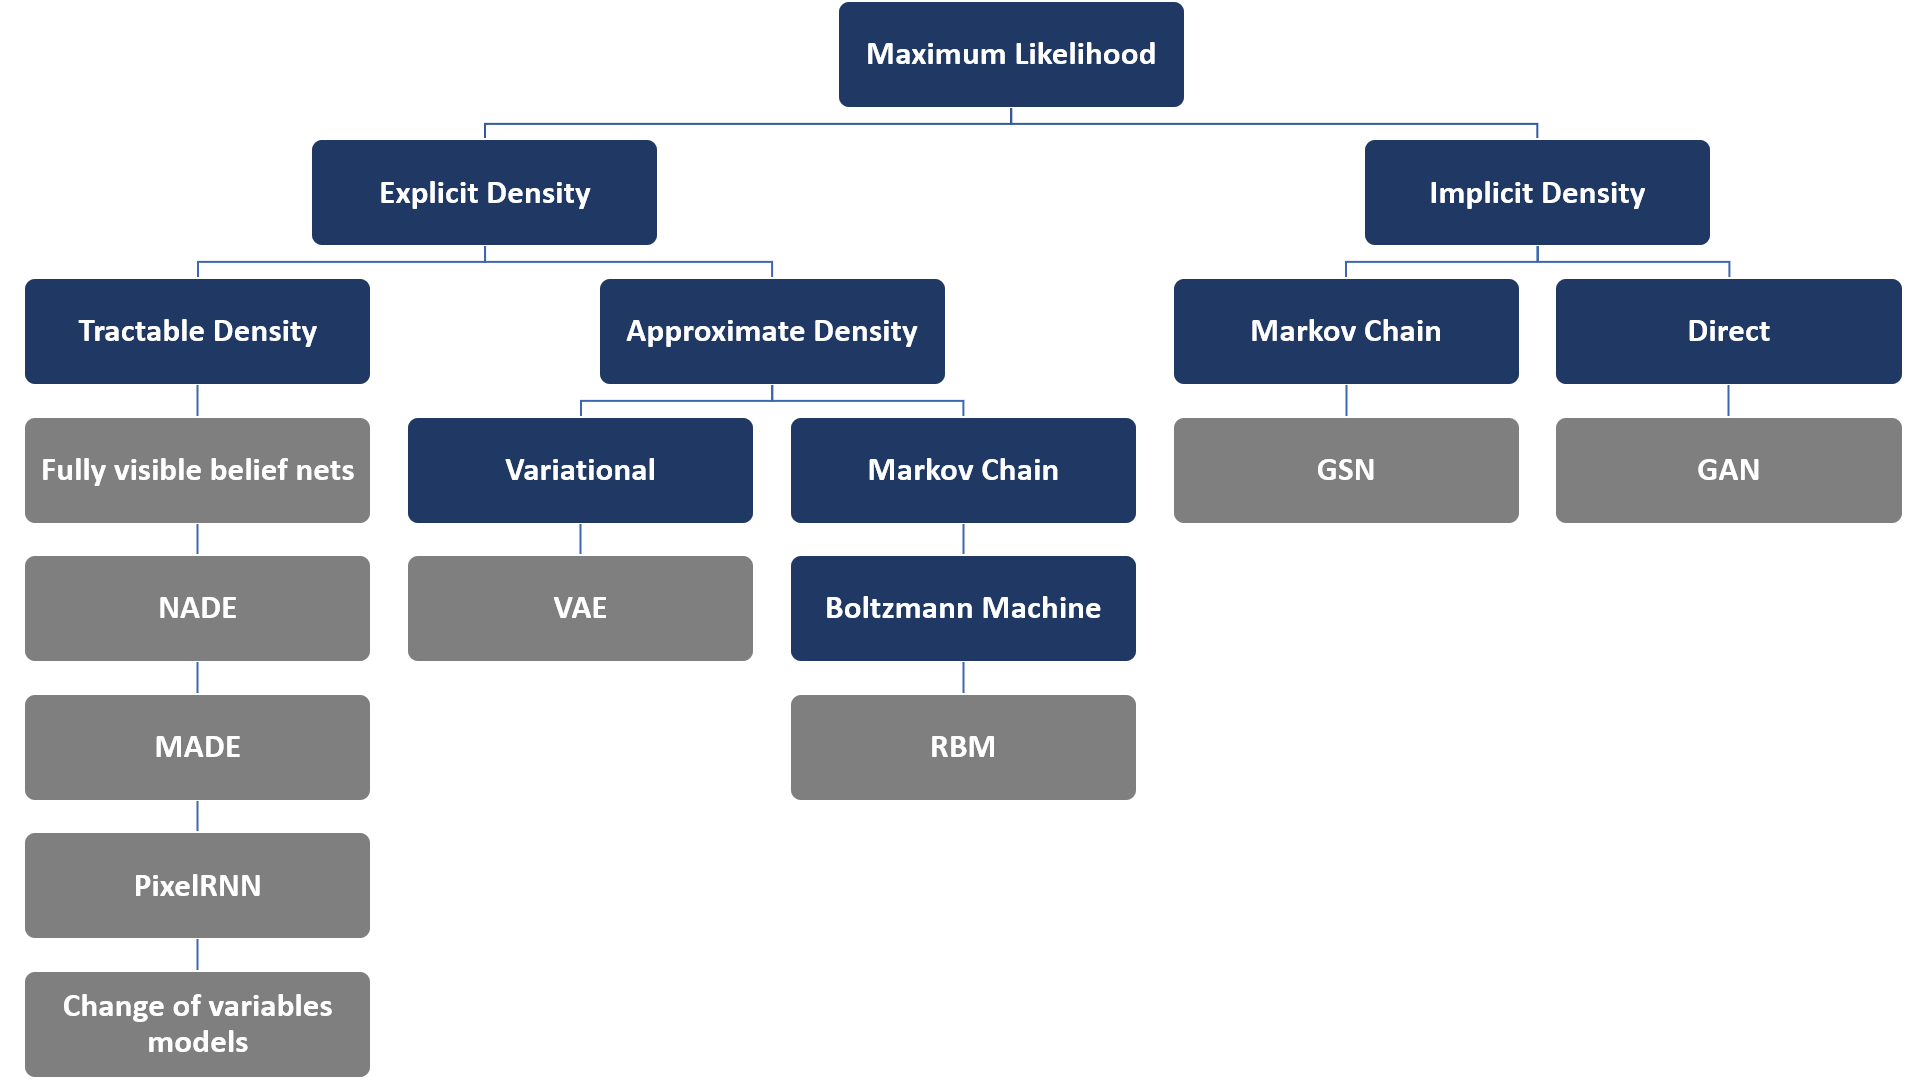 Maximum Likelihood
Explicit Density
Implicit Density
Tractable Density
Approximate Density
Markov Chain
Direct
Fully visible belief nets
Variational
Markov Chain
GSN
GAN
NADE
VAE
Boltzmann Machine
MADE
RBM
PixelRNN
Change of variables
models